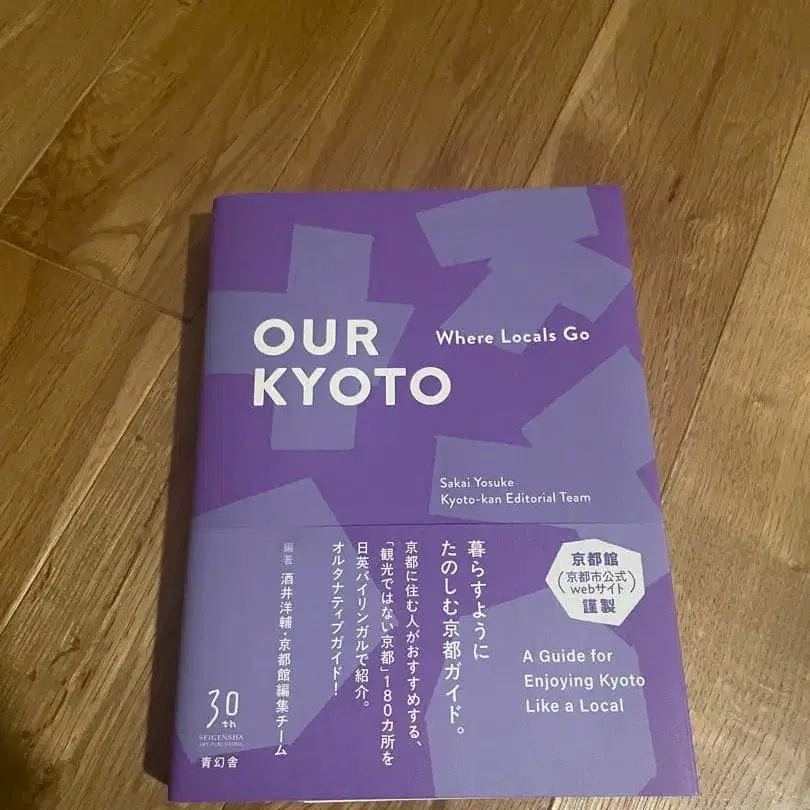 OUR
KYOTO
Where Locals Go
Sakai Yosuke
Kyoto-kan Editorial Team
暮らすように
たのしむ京都ガイド。
京都に住む人がおすすめする、
「観光ではない京都」180カ所を
日英バイリンガルで紹介。
オルタナティブガイド！
編著 酒井洋輔・京都館編集チーム
京都館
（京都市公式
webサイト）
謹製
A Guide for
Enjoying Kyoto
Like a Local
30th
SEIGENSHA
ART PUBLISHING
青幻舎